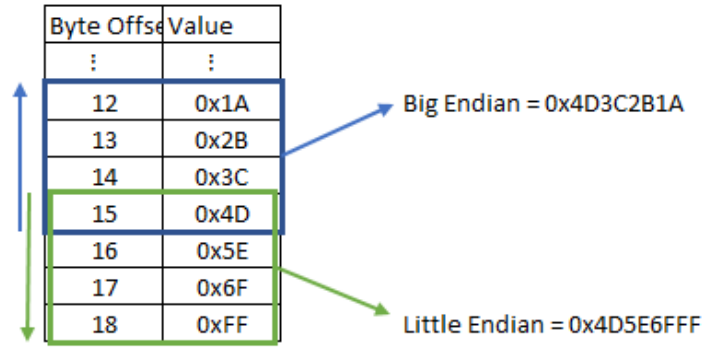 Byte Offse Value
⋮ ⋮
12 0x1A
13 0x2B
14 0x3C
15 0x4D
16 0x5E
17 0x6F
18 0xFF
Big Endian = 0x4D3C2B1A
Little Endian = 0x4D5E6FFF